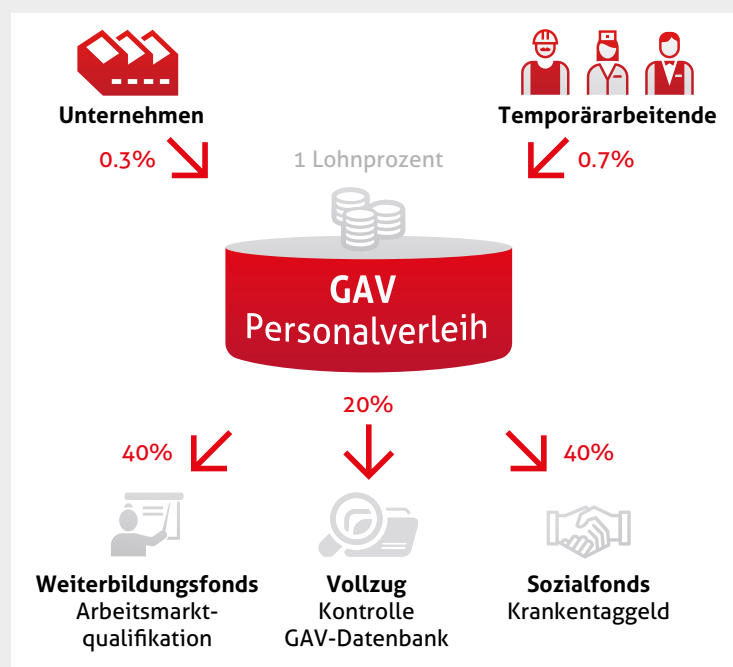 Unternehmen
Temporärarbeitende
0.3%
1 Lohnprozent
0.7%
GAV
Personalverleih
20%
40%
40%
Weiterbildungsfonds
Arbeitsmarkt-
qualifikation
Vollzug
Kontrolle
GAV-Datenbank
Sozialfonds
Krankentaggeld